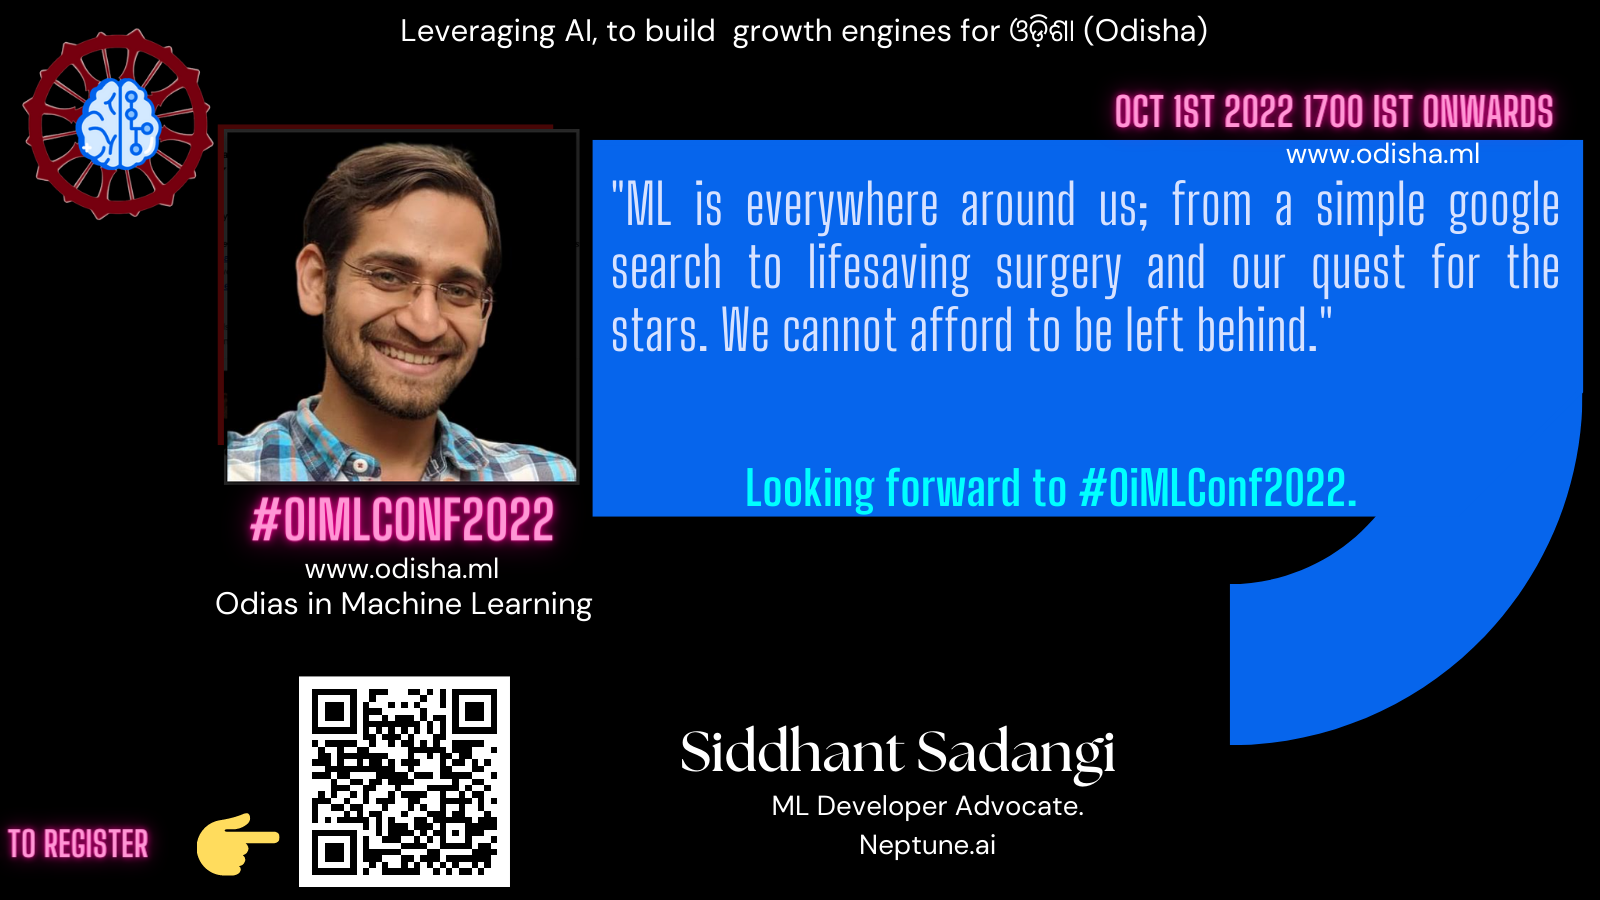 Leveraging AI, to build growth engines for ଓଡ଼ିଶା (Odisha)
OCT 1ST 2022 1700 IST ONWARDS
www.odisha.ml
"ML is everywhere around us; from a simple google
search to lifesaving surgery and our quest for the
stars. We cannot afford to be left behind."
Looking forward to #OiMLConf2022.
#OIMLCONF2022
www.odisha.ml
Odias in Machine Learning
Siddhant Sadangi
ML Developer Advocate.
Neptune.ai
TO REGISTER